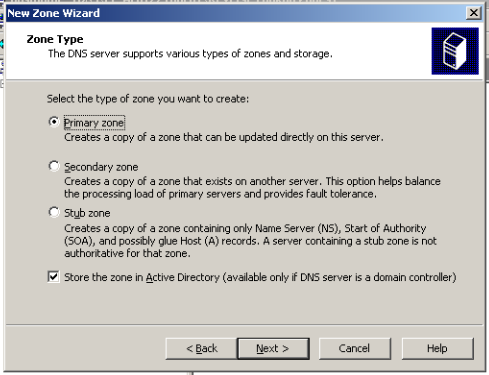 New Zone Wizard
Zone Type
The DNS server supports various types of zones and storage.
Select the type of zone you want to create:
Primary zone
Creates a copy of a zone that can be updated directly on this server.
Secondary zone
Creates a copy of a zone that exists on another server. This option helps balance
the processing load of primary servers and provides fault tolerance.
Stub zone
Creates a copy of a zone containing only Name Server (NS), Start of Authority
(SOA), and possibly glue Host (A) records. A server containing a stub zone is not
authoritative for that zone.
Store the zone in Active Directory (available only if DNS server is a domain controller)
< Back Next > Cancel Help